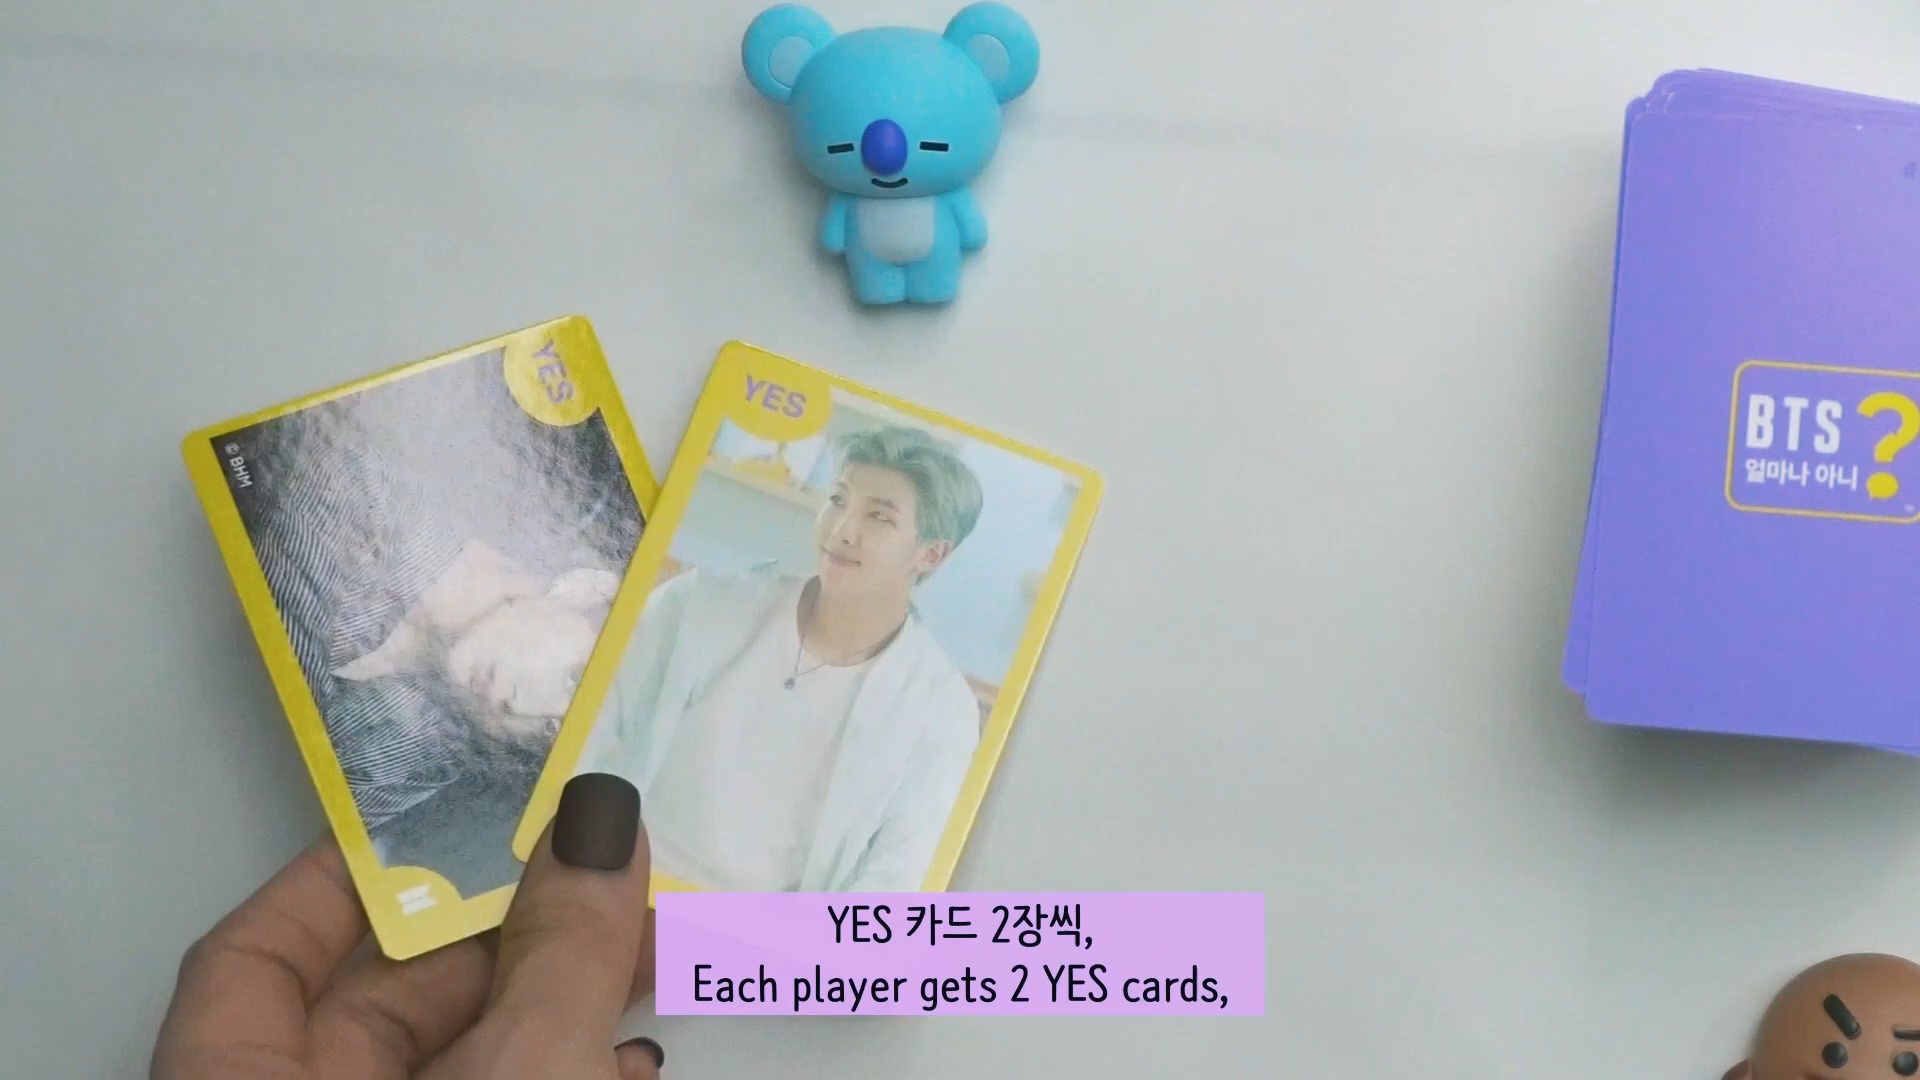 YES
© BHM
YES
BTS?
얼마나 아니
YES 카드 2장씩,
Each player gets 2 YES cards,